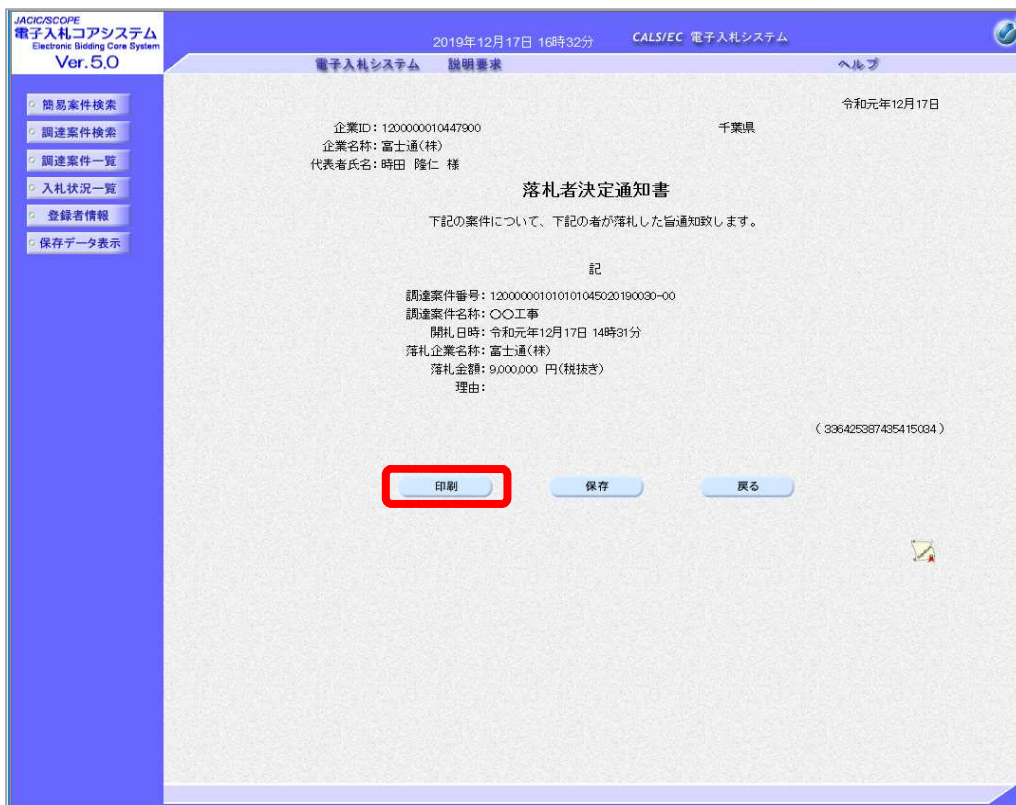 JACIC/SCOPE
電子入札コアシステム
Electronic Bidding Core System
Ver.5.0
2019年12月17日 16時32分
CALS/EC 電子入札システム
電子入札システム 説明要求 ヘルプ
簡易案件検索
調達案件検索
調達案件一覧
入札状況一覧
登録者情報
保存データ表示
令和元年12月17日
企業ID：1200000010447900 千葉県
企業名称：富士通(株)
代表者氏名：時田 隆仁 様
落札者決定通知書
下記の案件について、下記の者が落札した旨通知致します。
記
調達案件番号：12000000101010104502019​0030-00
調達案件名称：〇〇工事
開札日時：令和元年12月17日 14時31分
落札企業名称：富士通(株)
落札金額：9,000,000 円(税抜き)
理由：
（336425387435415034）
印刷 保存 戻る